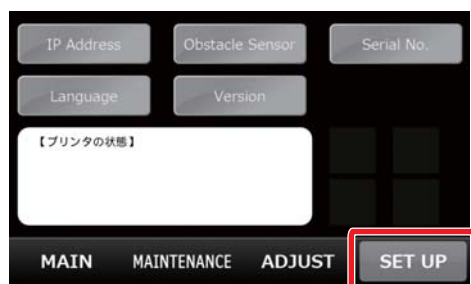 IP Address Obstacle Sensor Serial No.
Language Version
【プリンタの状態】
MAIN MAINTENANCE ADJUST SET UP